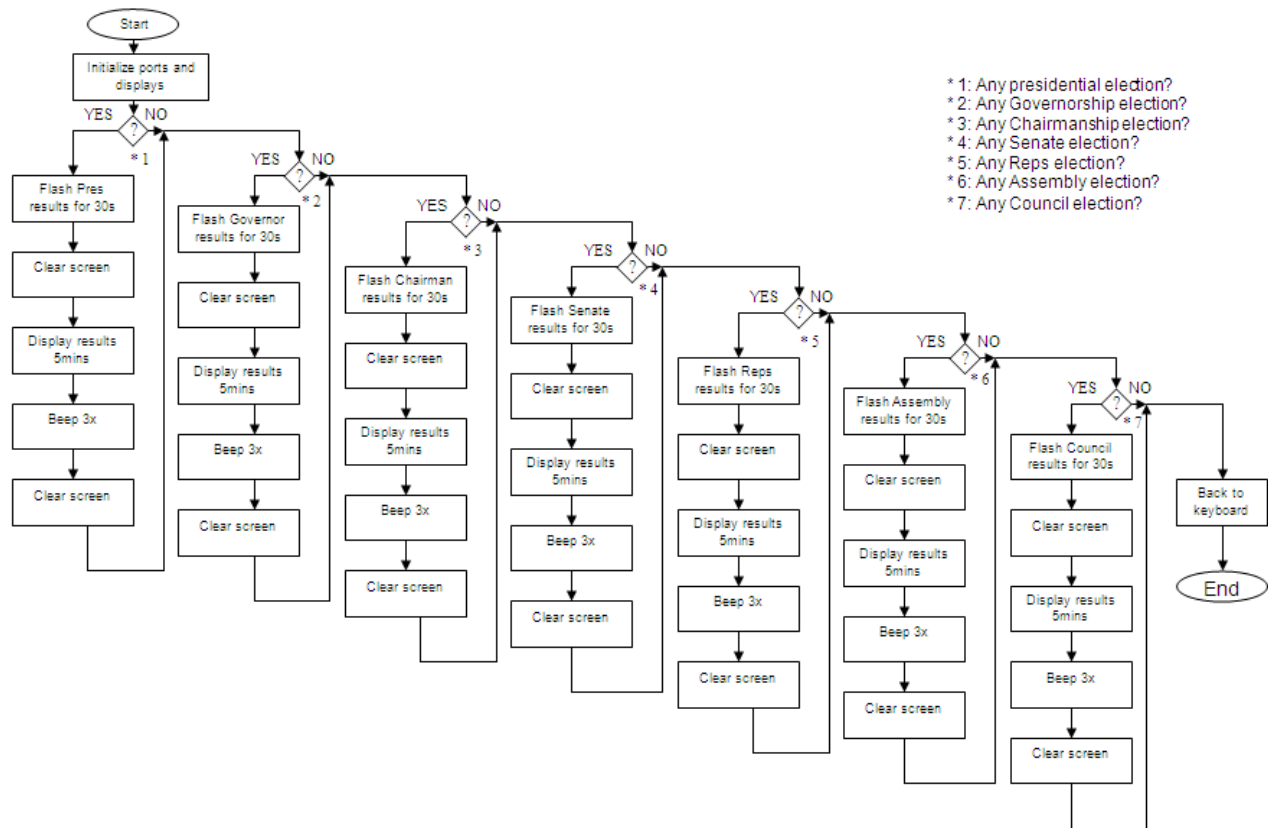 Start
Initialize ports and
displays
YES
NO
?
* 1
Flash Pres
results for 30s
Clear screen
Display results
5mins
Beep 3x
Clear screen
YES
NO
?
* 2
Flash Governor
results for 30s
Clear screen
Display results
5mins
Beep 3x
Clear screen
YES
NO
?
* 3
Flash Chairman
results for 30s
Clear screen
Display results
5mins
Beep 3x
Clear screen
YES
NO
?
* 4
Flash Senate
results for 30s
Clear screen
Display results
5mins
Beep 3x
Clear screen
YES
NO
?
* 5
Flash Reps
results for 30s
Clear screen
Display results
5mins
Beep 3x
Clear screen
YES
NO
?
* 6
Flash Assembly
results for 30s
Clear screen
Display results
5mins
Beep 3x
Clear screen
YES
NO
?
* 7
Flash Council
results for 30s
Clear screen
Display results
5mins
Beep 3x
Clear screen
Back to
keyboard
End
* 1: Any presidential election?
* 2: Any Governorship election?
* 3: Any Chairmanship election?
* 4: Any Senate election?
* 5: Any Reps election?
* 6: Any Assembly election?
* 7: Any Council election?